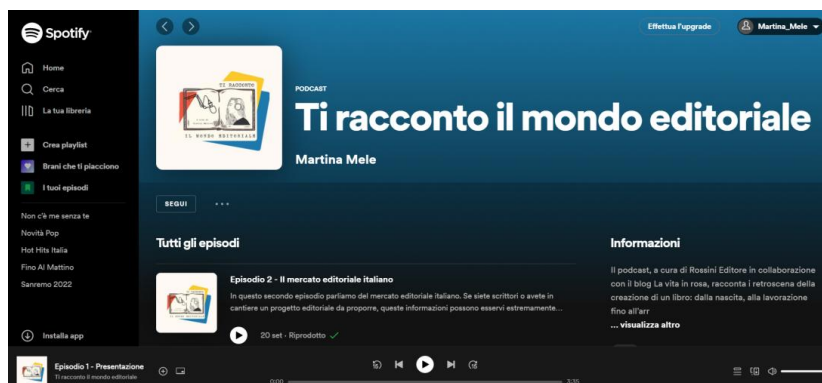 Spotify
Home
Cerca
La tua libreria
Crea playlist
Brani che ti piacciono
I tuoi episodi
Non c'è me senza te
Novità Pop
Hot Hits Italia
Fino Al Mattino
Sanremo 2022
Installa app
Effettua l'upgrade
Martina_Mele
TI RACCONTO
IL MONDO EDITORIALE
PODCAST
Ti racconto il mondo editoriale
Martina Mele
SEGUI
Tutti gli episodi
Episodio 2 - Il mercato editoriale italiano
In questo secondo episodio parliamo del mercato editoriale italiano. Se siete scrittori o avete in
cantiere un progetto editoriale da proporre, queste informazioni possono esservi estremamente...
20 set · Riprodotto
Informazioni
Il podcast, a cura di Rossini Editore in collaborazione
con il blog La vita in rosa, racconta i retroscena della
creazione di un libro: dalla nascita, alla lavorazione
fino all'arr
... visualizza altro
Episodio 1 - Presentazione
Ti racconto il mondo editoriale
0:00
3:35